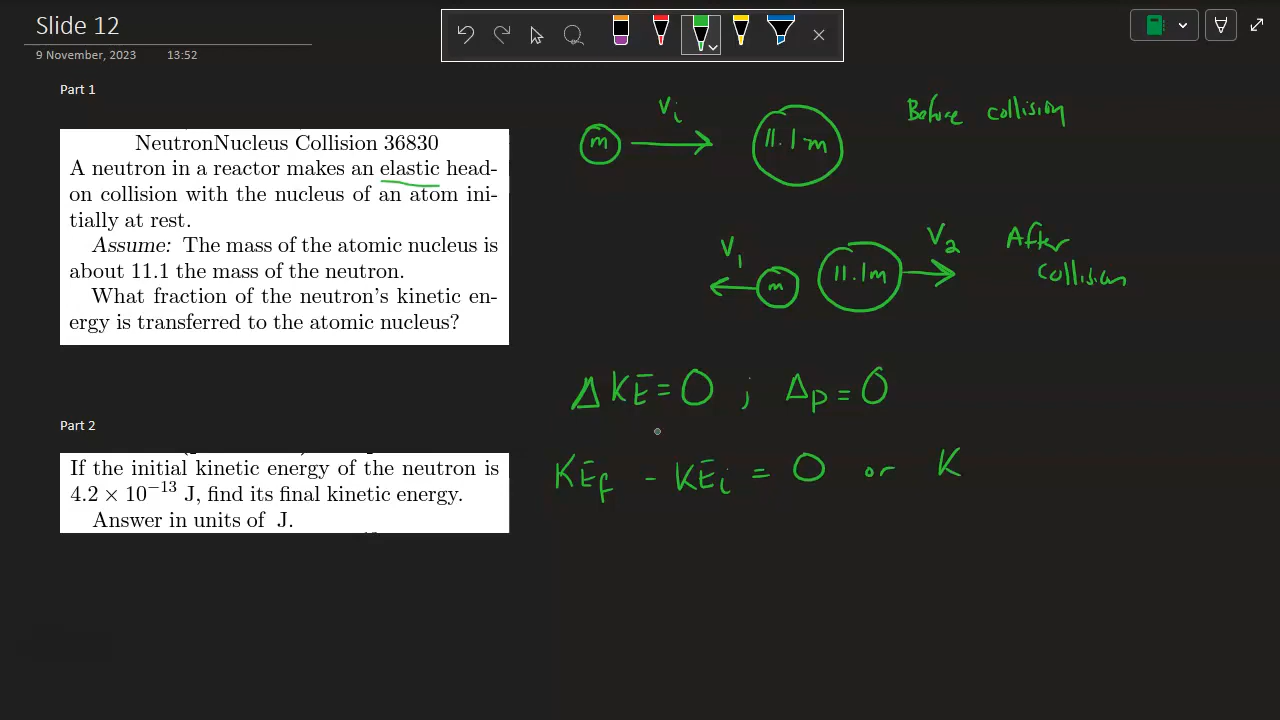 Slide 12
9 November, 2023 13:52
Part 1
NeutronNucleus Collision 36830
A neutron in a reactor makes an elastic head-
on collision with the nucleus of an atom ini-
tially at rest.
Assume: The mass of the atomic nucleus is
about 11.1 the mass of the neutron.
What fraction of the neutron's kinetic en-
ergy is transferred to the atomic nucleus?
Part 2
If the initial kinetic energy of the neutron is
4.2 × 10⁻¹³ J, find its final kinetic energy.
Answer in units of J.
m Vi 11.1m Before collision
V1 m 11.1m V2 After
collision
ΔKE=0 ; Δp=0
KEf - KEi = 0 or K